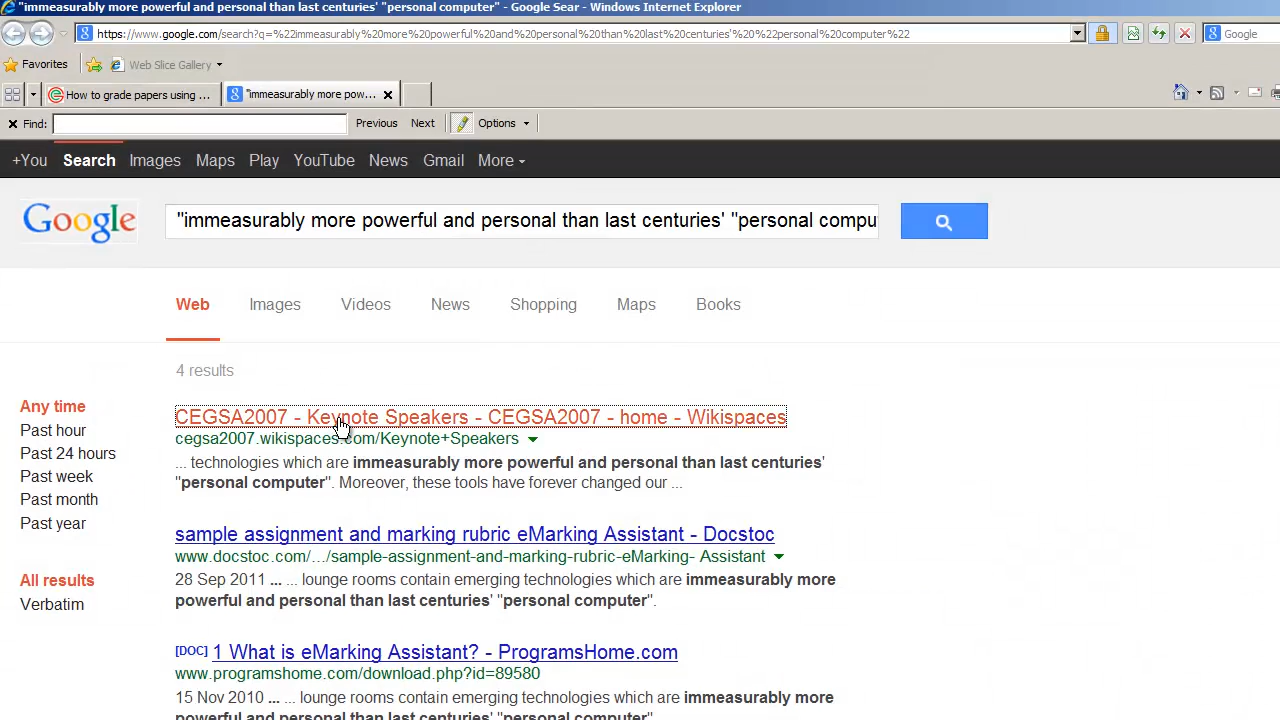 "immeasurably more powerful and personal than last centuries' "personal computer" - Google Sear - Windows Internet Explorer
https://www.google.com/search?q=%22immeasurably%20more%20powerful%20and%20personal%20than%20last%20centuries'%20%22personal%20computer%22
Google
Favorites
Web Slice Gallery
How to grade papers using ...
"immeasurably more pow...
Find:
Previous
Next
Options
+You Search Images Maps Play YouTube News Gmail More
Google
"immeasurably more powerful and personal than last centuries' "personal compu
Web Images Videos News Shopping Maps Books
4 results
Any time
Past hour
Past 24 hours
Past week
Past month
Past year
All results
Verbatim
CEGSA2007 - Keynote Speakers - CEGSA2007 - home - Wikispaces
cegsa2007.wikispaces.com/Keynote+Speakers
... technologies which are immeasurably more powerful and personal than last centuries'
"personal computer". Moreover, these tools have forever changed our ...
sample assignment and marking rubric eMarking Assistant - Docstoc
www.docstoc.com/.../sample-assignment-and-marking-rubric-eMarking- Assistant
28 Sep 2011 ... ... lounge rooms contain emerging technologies which are immeasurably more
powerful and personal than last centuries' "personal computer".
[DOC] 1 What is eMarking Assistant? - ProgramsHome.com
www.programshome.com/download.php?id=89580
15 Nov 2010 ... ... lounge rooms contain emerging technologies which are immeasurably more
powerful and personal than last centuries' "personal computer".